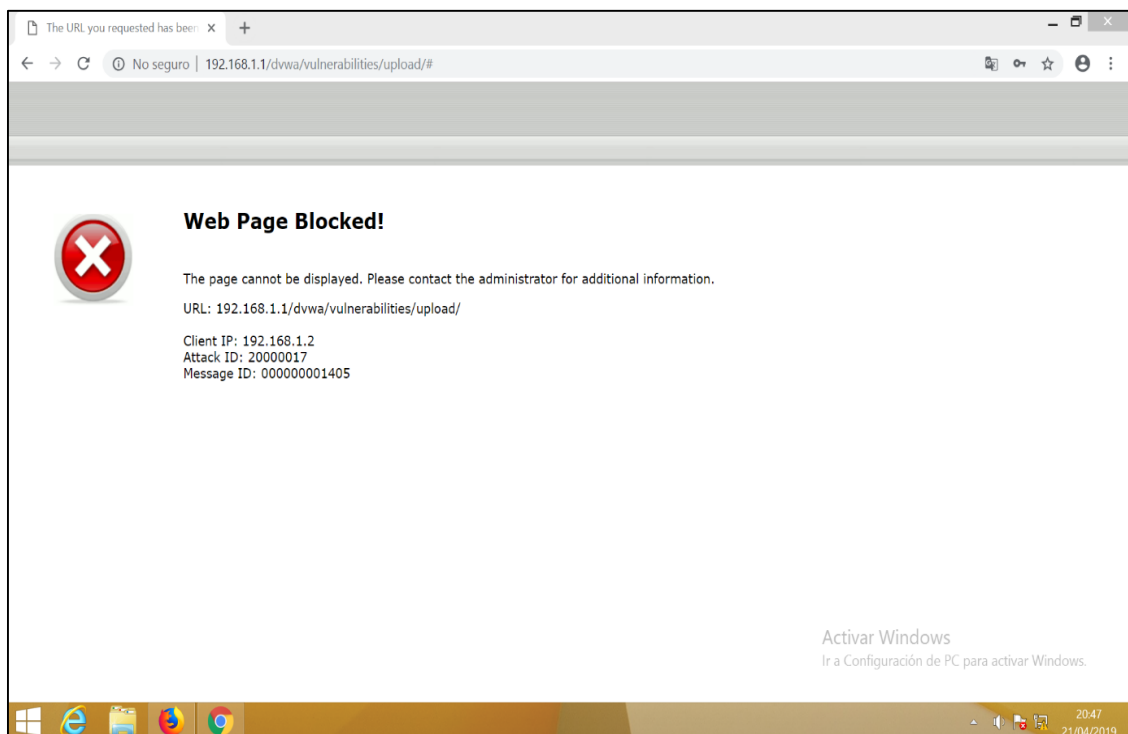 The URL you requested has been
No seguro | 192.168.1.1/dvwa/vulnerabilities/upload/#
Web Page Blocked!
The page cannot be displayed. Please contact the administrator for additional information.
URL: 192.168.1.1/dvwa/vulnerabilities/upload/
Client IP: 192.168.1.2
Attack ID: 20000017
Message ID: 000000001405
Activar Windows
Ir a Configuración de PC para activar Windows.
20:47
21/04/2019